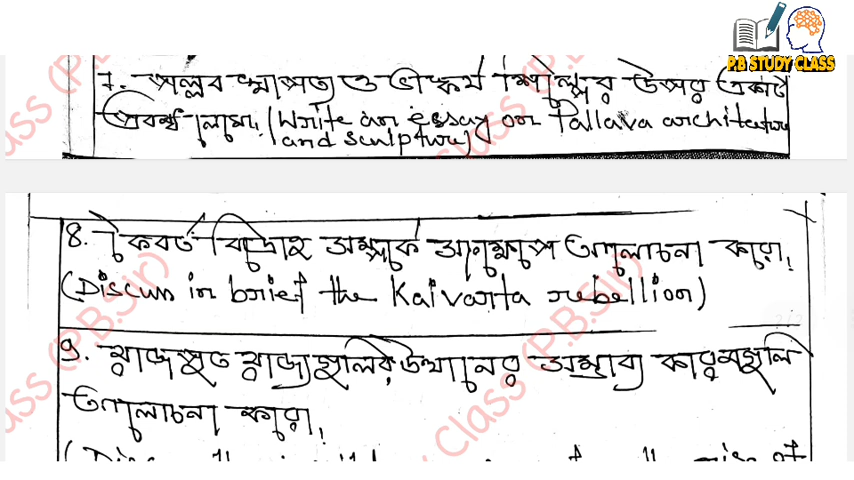 P.B STUDY CLASS
7. পল্লব স্থাপত্য ও ভাস্কর্য শিল্পের উপর একটি
প্রবন্ধ লেখো। (Write an essay on Pallava architecture
and sculpture)
8. কৈবর্ত বিদ্রোহ সম্পর্কে আলোচনা করো।
(Discuss in brief the Kaivarta rebellion)
9. রাজপুত রাজ্যগুলির উত্থানের সম্ভাব্য কারণগুলি
আলোচনা করো।